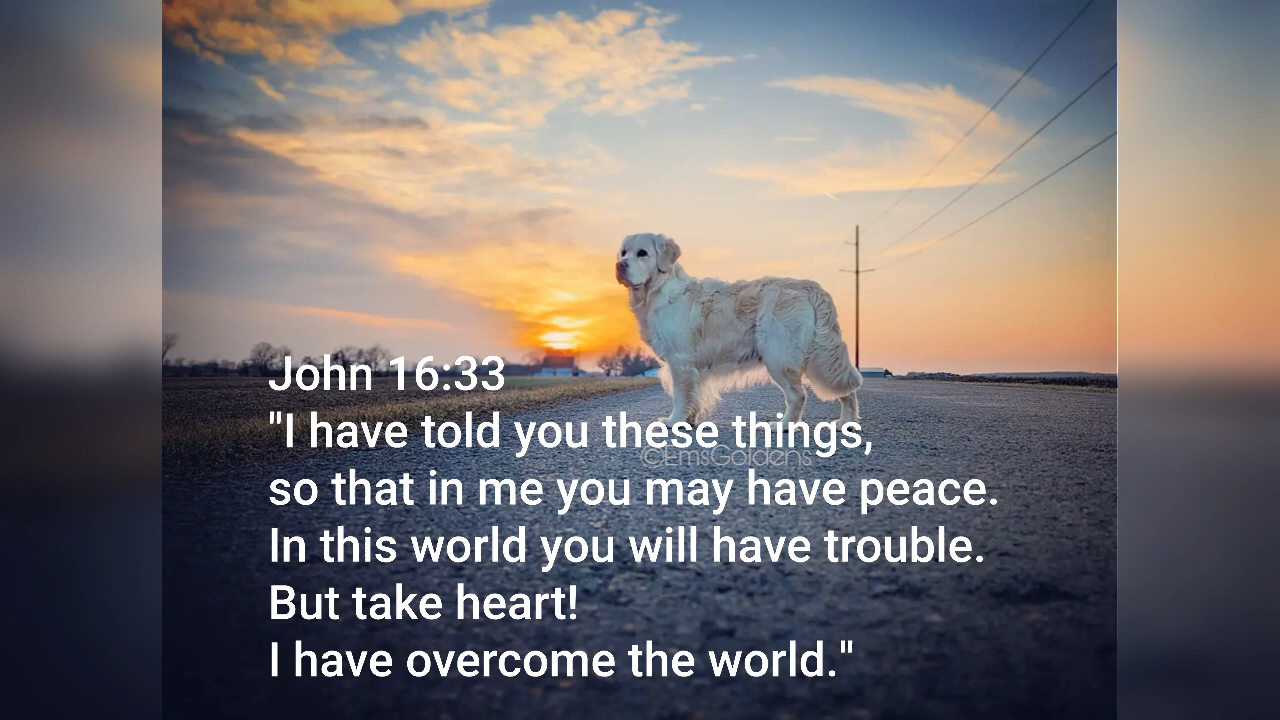 John 16:33
"I have told you these things,
©EmsGoldens
so that in me you may have peace.
In this world you will have trouble.
But take heart!
I have overcome the world."